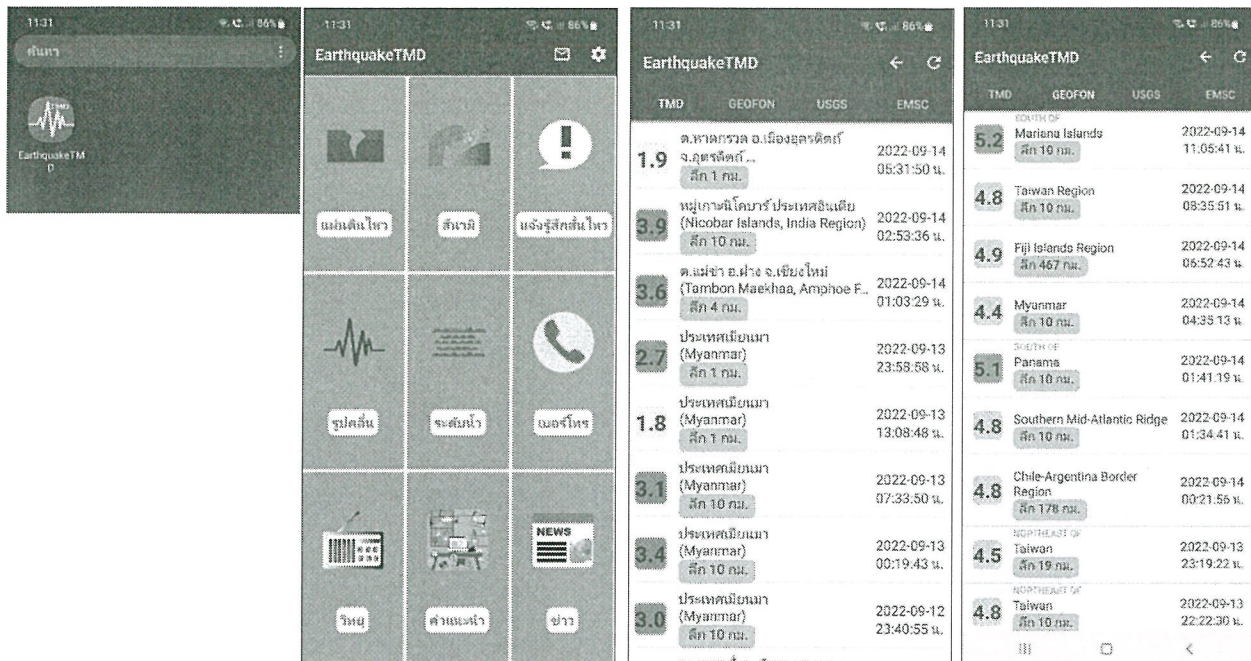 11:31
86%
ค้นหา
EarthquakeTM
D
11:31
86%
EarthquakeTMD
แผ่นดินไหว
สึนามิ
แจ้งรู้สึกสั่นไหว
รูปคลื่น
ระดับน้ำ
เบอร์โทร
NEWS
วิทยุ
คำแนะนำ
ข่าว
11:31
86%
EarthquakeTMD
TMD GEOFON USGS EMSC
ต.หาดกรวด อ.เมืองอุตรดิตถ์
1.9 จ.อุตรดิตถ์ ... 2022-09-14
ลึก 1 กม. 05:31:50 น.
หมู่เกาะนิโคบาร์ ประเทศอินเดีย
3.9 (Nicobar Islands, India Region) 2022-09-14
ลึก 10 กม. 02:53:36 น.
ต.แม่ข่า อ.ฝาง จ.เชียงใหม่
3.6 (Tambon Maekhaa, Amphoe F... 2022-09-14
ลึก 4 กม. 01:03:29 น.
ประเทศเมียนมา
2.7 (Myanmar) 2022-09-13
ลึก 1 กม. 23:58:58 น.
ประเทศเมียนมา
1.8 (Myanmar) 2022-09-13
ลึก 1 กม. 13:08:48 น.
ประเทศเมียนมา
3.1 (Myanmar) 2022-09-13
ลึก 10 กม. 07:33:50 น.
ประเทศเมียนมา
3.4 (Myanmar) 2022-09-13
ลึก 10 กม. 00:19:43 น.
ประเทศเมียนมา
3.0 (Myanmar) 2022-09-12
ลึก 10 กม. 23:40:55 น.
11:31
86%
EarthquakeTMD
TMD GEOFON USGS EMSC
SOUTH OF
5.2 Mariana Islands 2022-09-14
ลึก 10 กม. 11:05:41 น.
4.8 Taiwan Region 2022-09-14
ลึก 10 กม. 08:35:51 น.
4.9 Fiji Islands Region 2022-09-14
ลึก 467 กม. 06:52:43 น.
4.4 Myanmar 2022-09-14
ลึก 10 กม. 04:35:13 น.
SOUTH OF
5.1 Panama 2022-09-14
ลึก 10 กม. 01:41:19 น.
4.8 Southern Mid-Atlantic Ridge 2022-09-14
ลึก 10 กม. 01:34:41 น.
Chile-Argentina Border
4.8 Region 2022-09-14
ลึก 178 กม. 00:21:56 น.
NORTHEAST OF
4.5 Taiwan 2022-09-13
ลึก 19 กม. 23:19:22 น.
NORTHEAST OF
4.8 Taiwan 2022-09-13
ลึก 10 กม. 22:22:30 น.